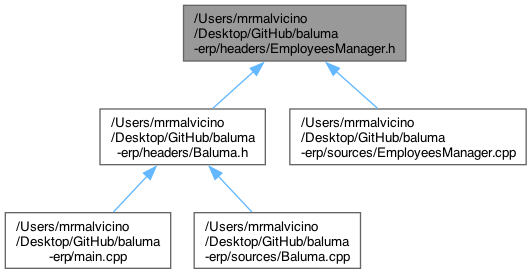 /Users/mrmalvicino
/Desktop/GitHub/baluma
-erp/headers/EmployeesManager.h
/Users/mrmalvicino
/Desktop/GitHub/baluma
-erp/headers/Baluma.h
/Users/mrmalvicino
/Desktop/GitHub/baluma
-erp/sources/EmployeesManager.cpp
/Users/mrmalvicino
/Desktop/GitHub/baluma
-erp/main.cpp
/Users/mrmalvicino
/Desktop/GitHub/baluma
-erp/sources/Baluma.cpp